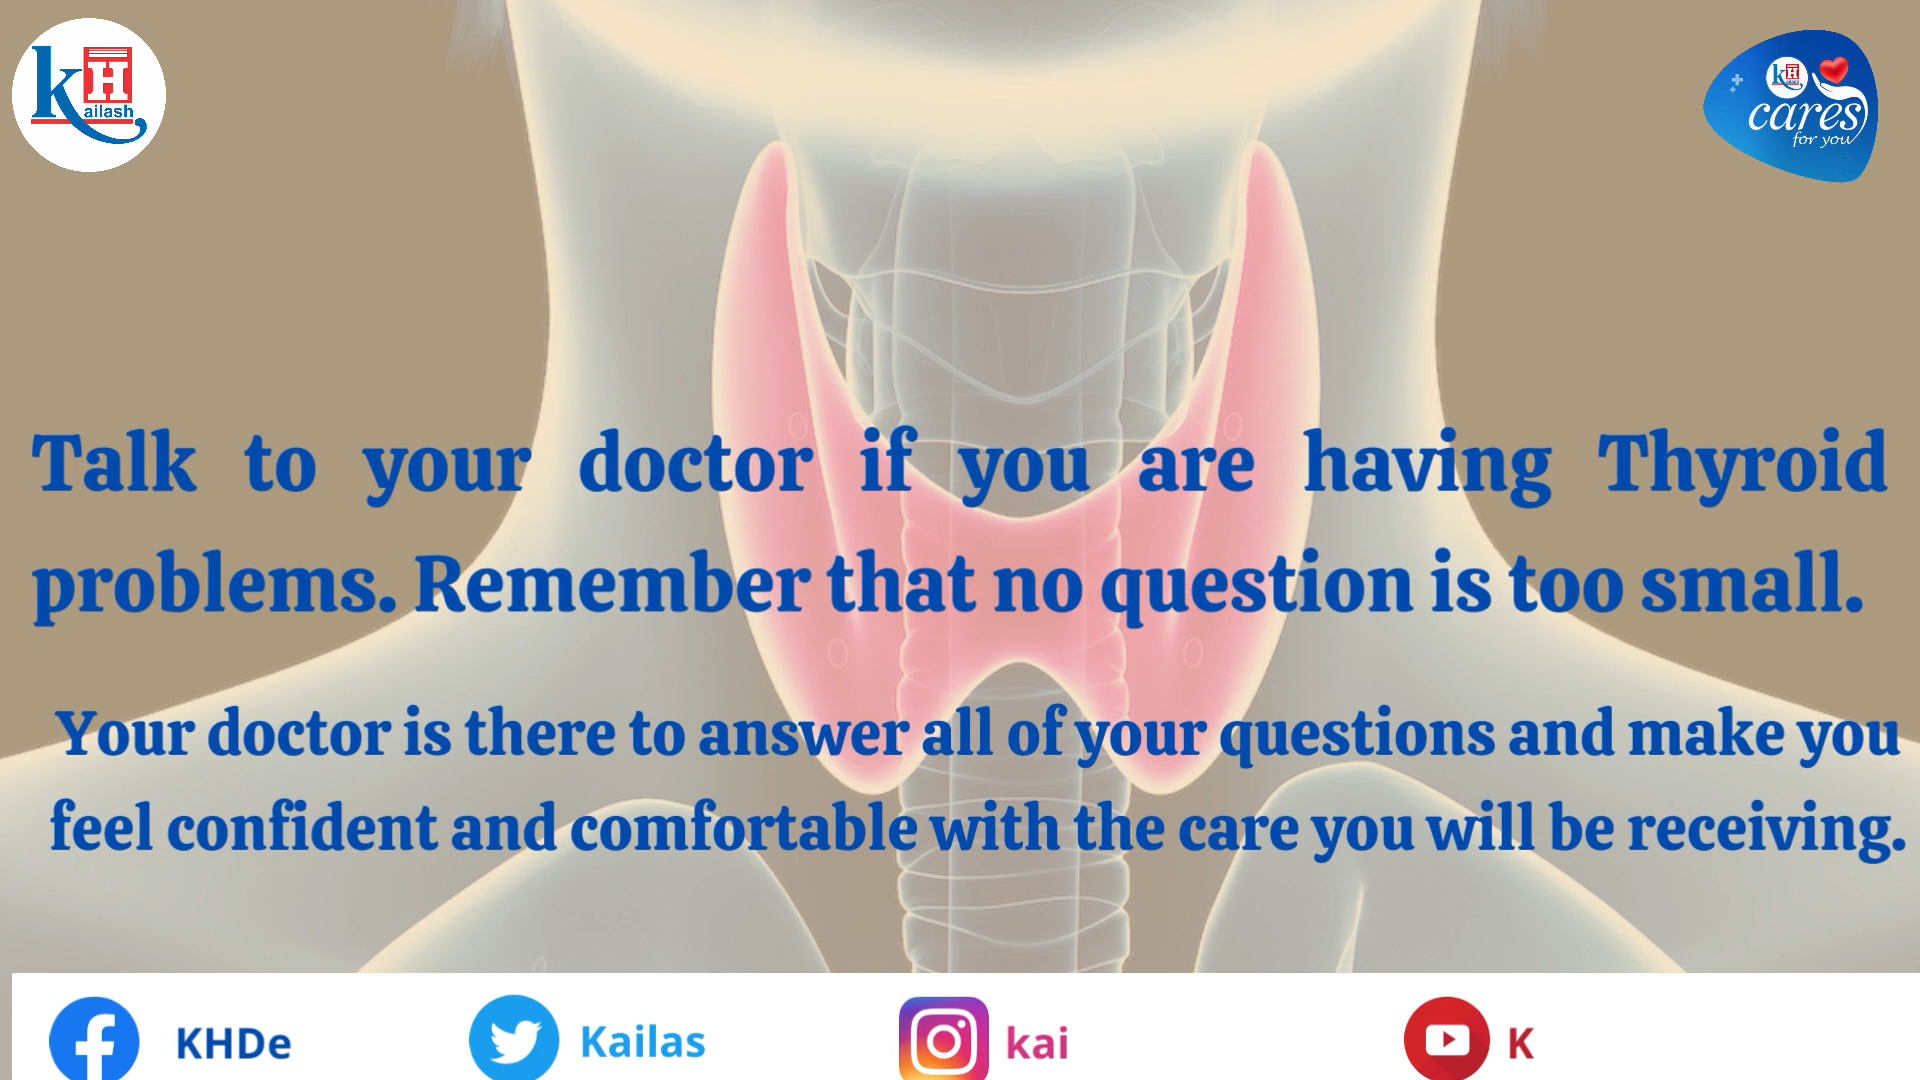 k H
ailash
kH
cares
for you
Talk to your doctor if you are having Thyroid
problems. Remember that no question is too small.
Your doctor is there to answer all of your questions and make you
feel confident and comfortable with the care you will be receiving.
KHDe
Kailas
kai
K